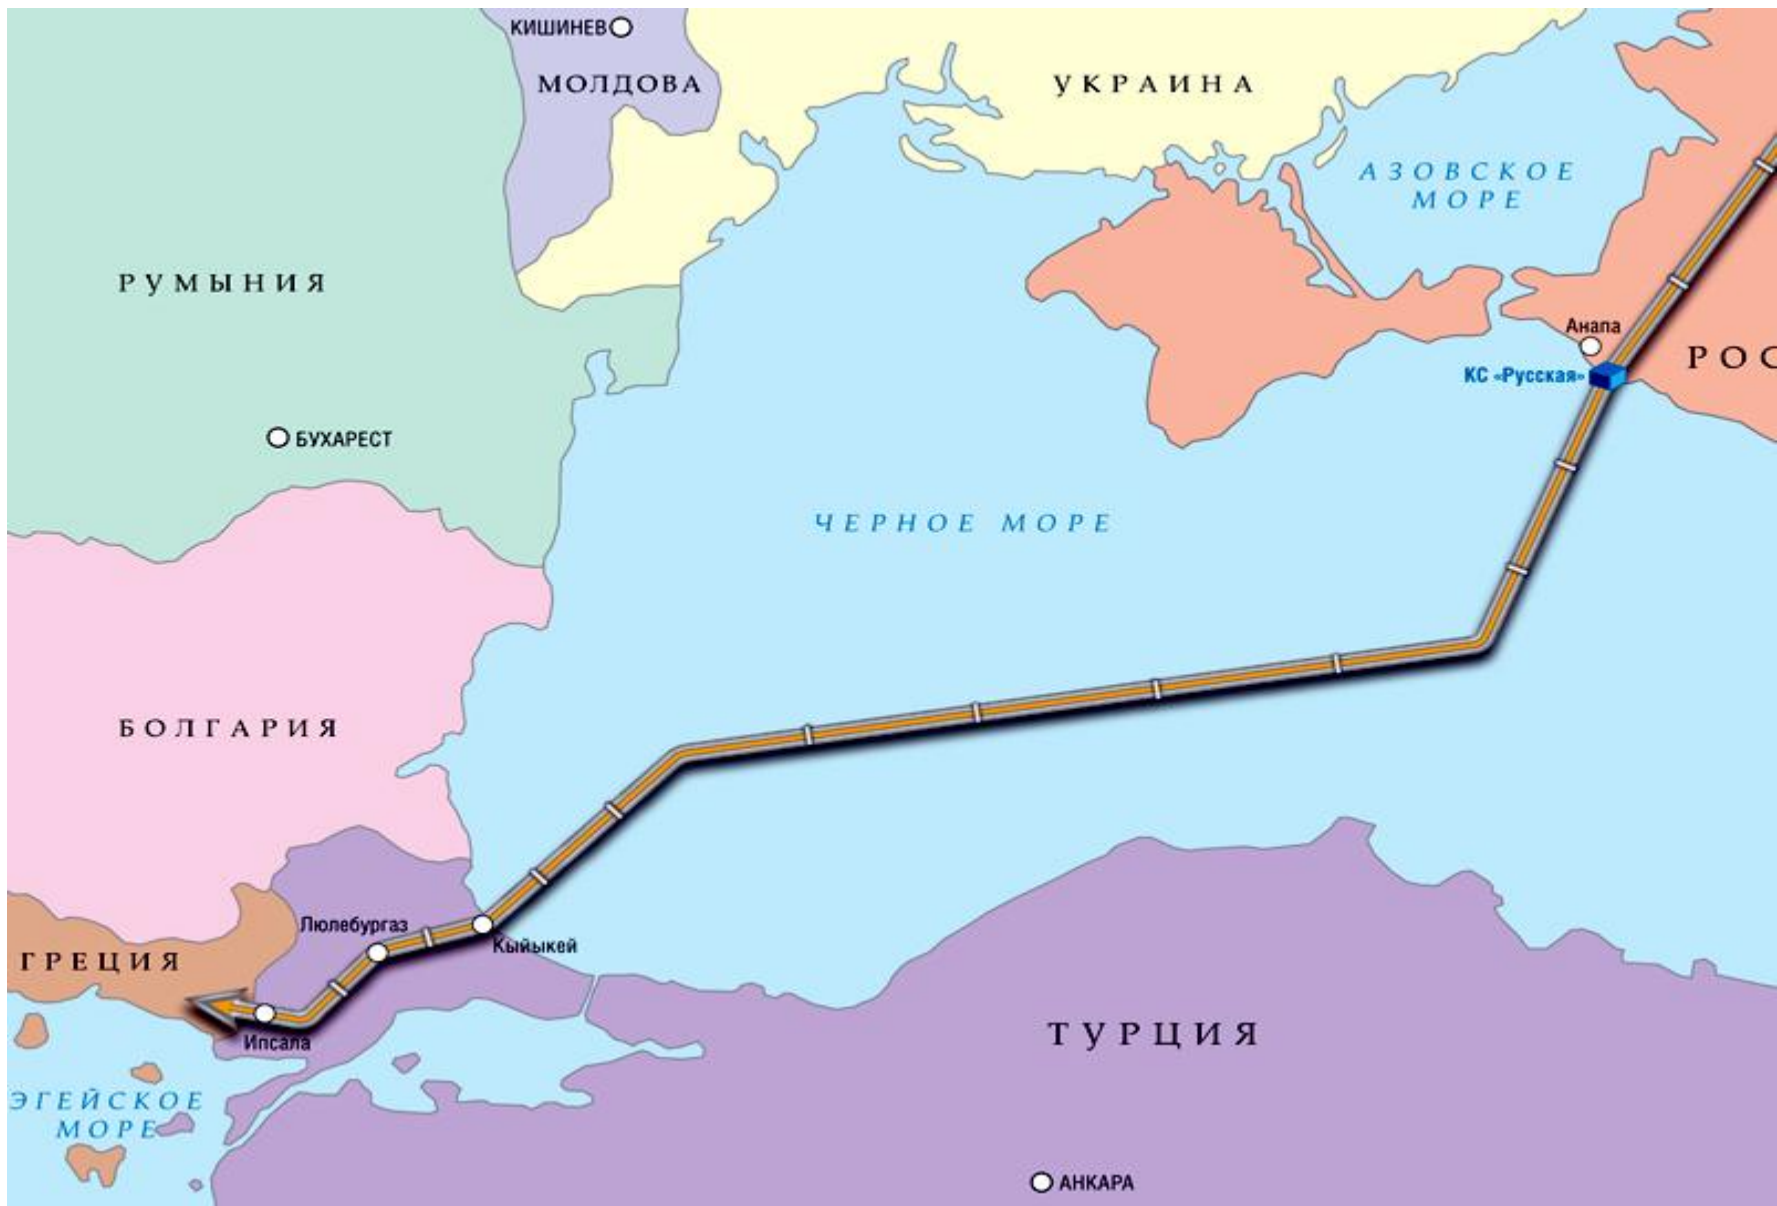 КИШИНЕВ
МОЛДОВА
УКРАИНА
АЗОВСКОЕ
МОРЕ
РУМЫНИЯ
Анапа
РОС
КС «Русская»
БУХАРЕСТ
ЧЕРНОЕ МОРЕ
БОЛГАРИЯ
Люлебургаз
Кыйыкей
ГРЕЦИЯ
Ипсала
ТУРЦИЯ
ЭГЕЙСКОЕ
МОРЕ
АНКАРА